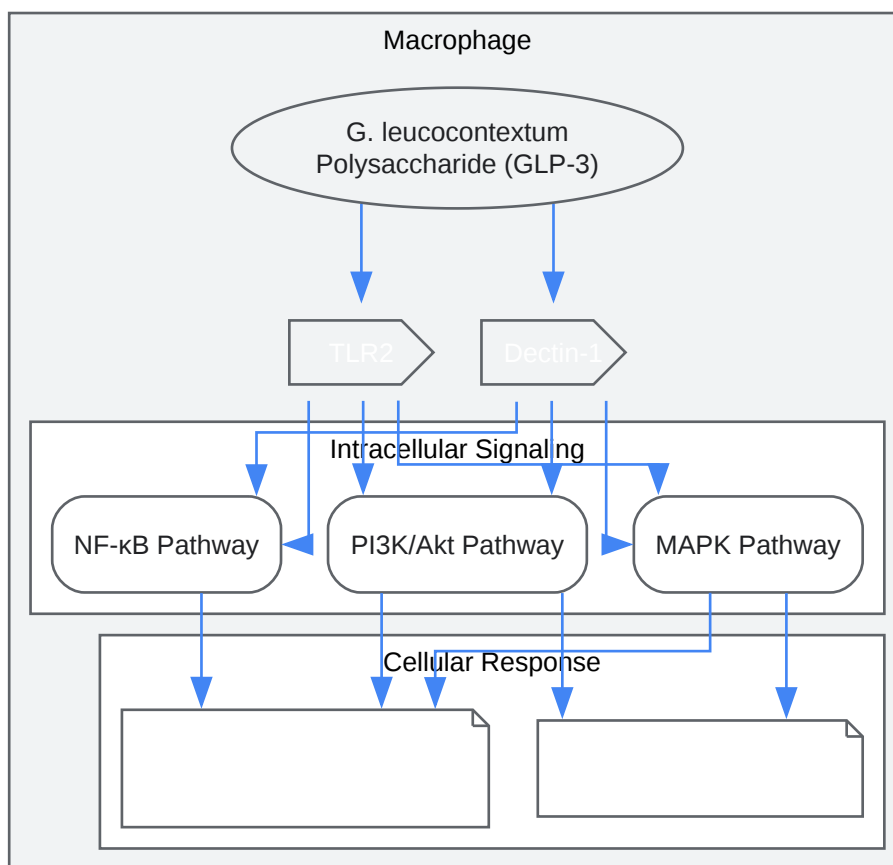 Macrophage
G. leucocontextum
Polysaccharide (GLP-3)
TLR2
Dectin-1
Intracellular Signaling
NF-κB Pathway
PI3K/Akt Pathway
MAPK Pathway
Cellular Response